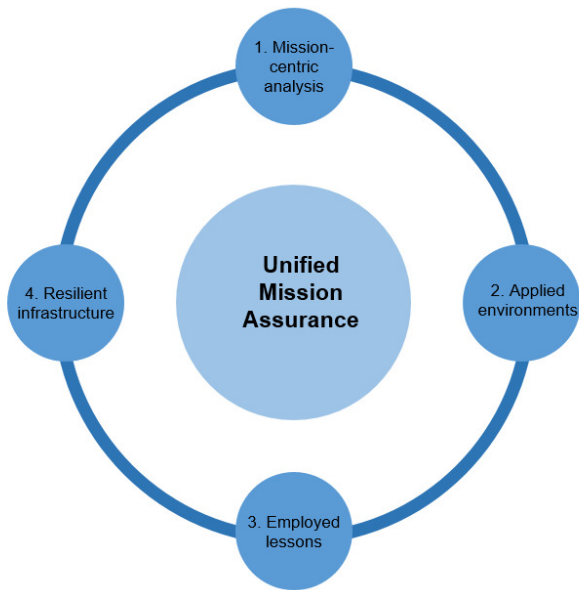 1. Mission-
centric
analysis
Unified
Mission
Assurance
4. Resilient
infrastructure
2. Applied
environments
3. Employed
lessons